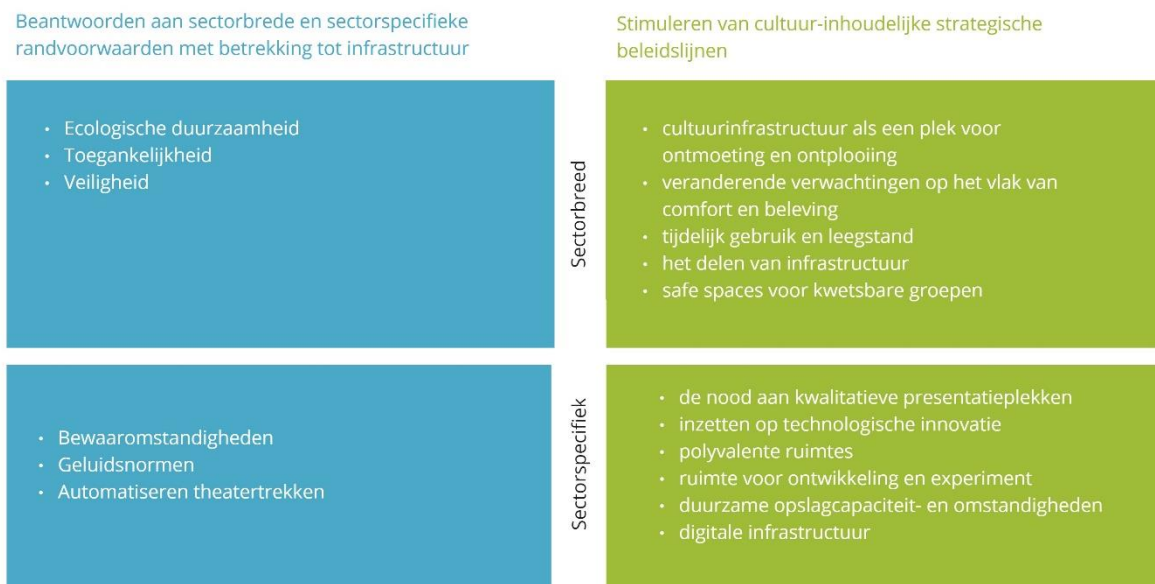 Beantwoorden aan sectorbrede en sectorspecifieke
randvoorwaarden met betrekking tot infrastructuur
Stimuleren van cultuur-inhoudelijke strategische
beleidslijnen
• Ecologische duurzaamheid
• Toegankelijkheid
• Veiligheid
Sectorbreed
• cultuurinfrastructuur als een plek voor
ontmoeting en ontplooiing
• veranderende verwachtingen op het vlak van
comfort en beleving
• tijdelijk gebruik en leegstand
• het delen van infrastructuur
• safe spaces voor kwetsbare groepen
• Bewaaromstandigheden
• Geluidsnormen
• Automatiseren theatertrekken
Sectorspecifiek
• de nood aan kwalitatieve presentatieplekken
• inzetten op technologische innovatie
• polyvalente ruimtes
• ruimte voor ontwikkeling en experiment
• duurzame opslagcapaciteit- en omstandigheden
• digitale infrastructuur